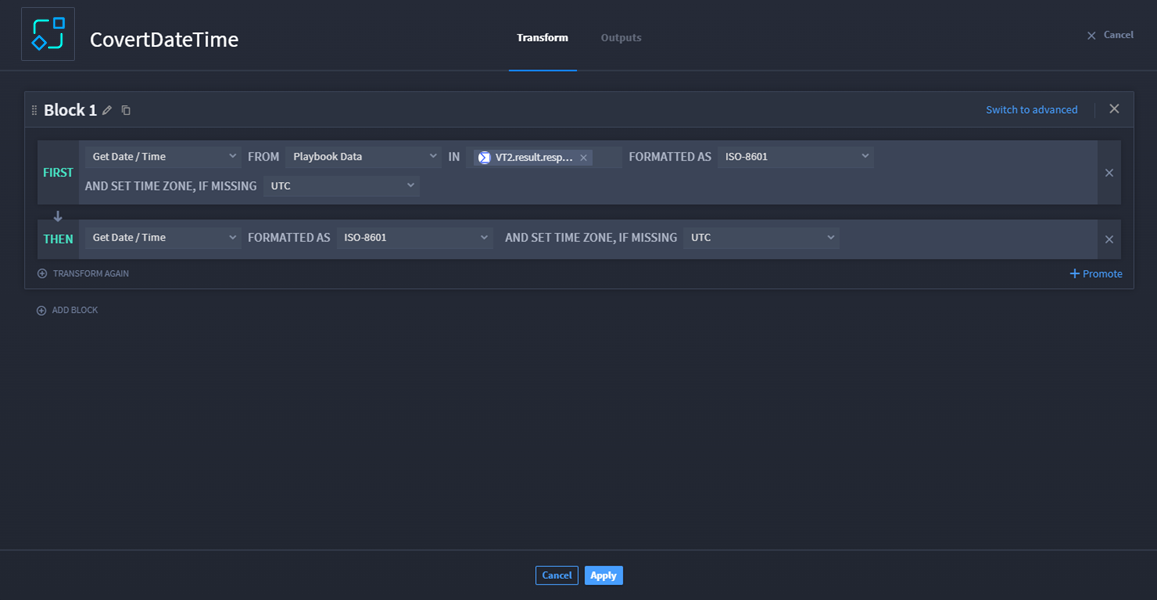 CovertDateTime
Transform
Outputs
Cancel
Block 1
Switch to advanced
FIRST
Get Date / Time FROM Playbook Data IN VT2.result.resp... FORMATTED AS ISO-8601
AND SET TIME ZONE, IF MISSING UTC
THEN
Get Date / Time FORMATTED AS ISO-8601 AND SET TIME ZONE, IF MISSING UTC
TRANSFORM AGAIN
Promote
ADD BLOCK
Cancel
Apply